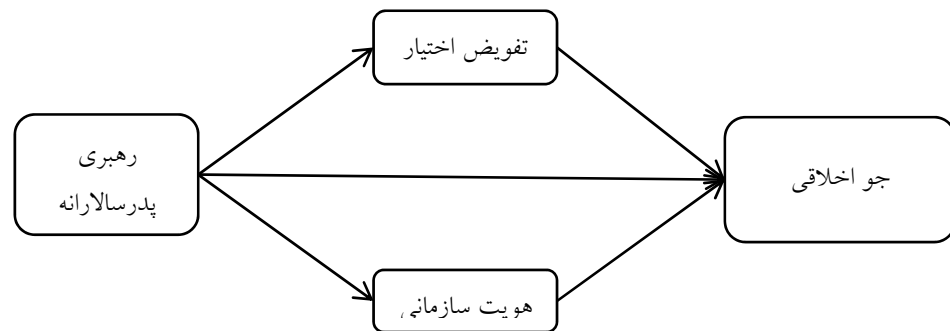 تفویض اختیار
رهبری
پدرسالارانه
جو اخلاقی
هویت سازمانی